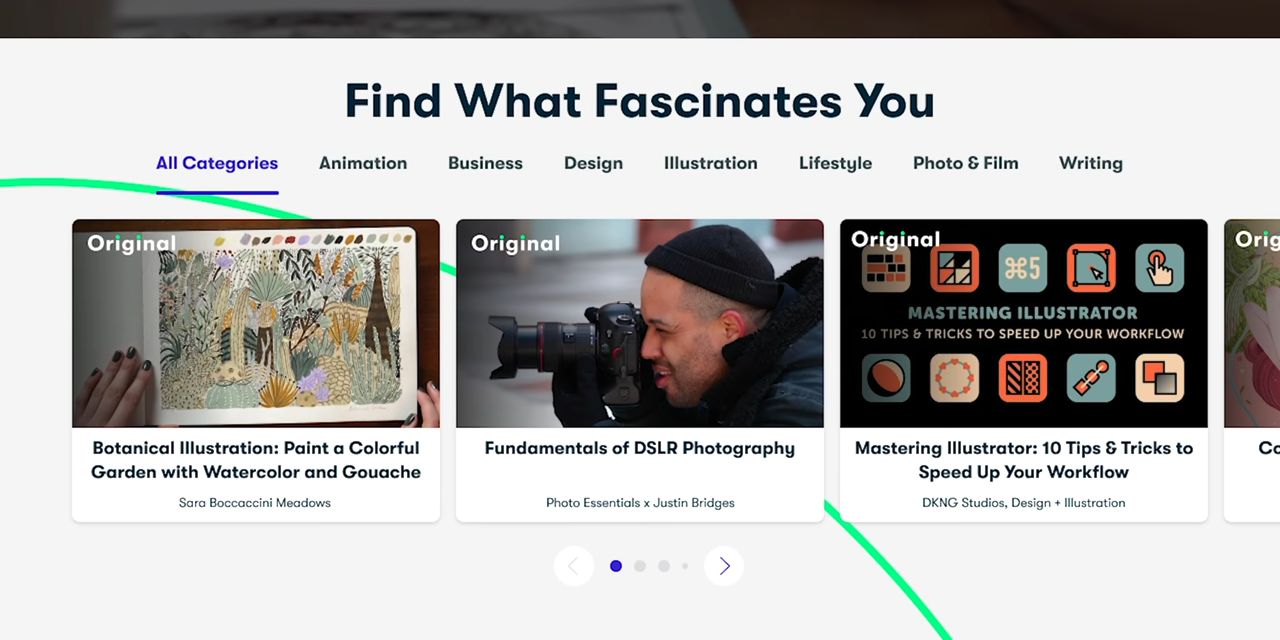 Find What Fascinates You
All Categories Animation Business Design Illustration Lifestyle Photo & Film Writing
Original
Original
Original
⌘5
MASTERING ILLUSTRATOR
10 TIPS & TRICKS TO SPEED UP YOUR WORKFLOW
Orig
Botanical Illustration: Paint a Colorful
Garden with Watercolor and Gouache
Sara Boccaccini Meadows
Fundamentals of DSLR Photography
Photo Essentials x Justin Bridges
Mastering Illustrator: 10 Tips & Tricks to
Speed Up Your Workflow
DKNG Studios, Design + Illustration
Co